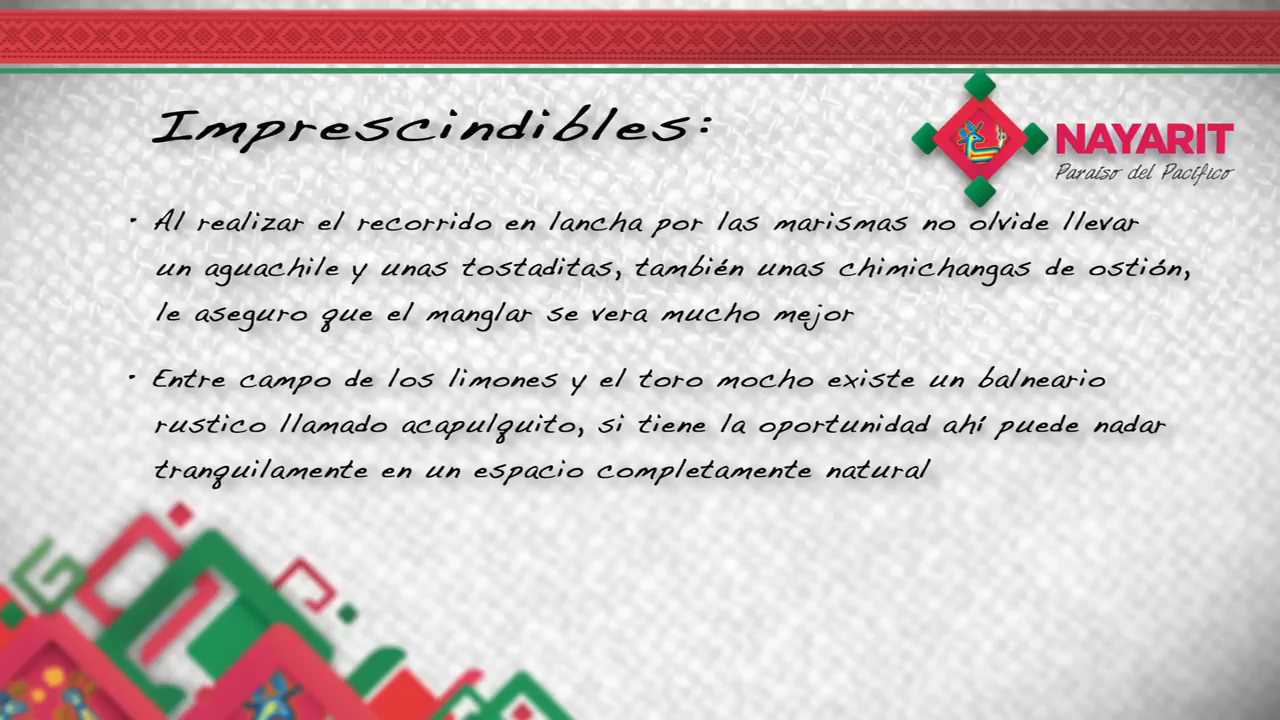 Imprescindibles:
NAYARIT
Paraíso del Pacífico
· Al realizar el recorrido en lancha por las marismas no olvide llevar
un aguachile y unas tostaditas, también unas chimichangas de ostión,
le aseguro que el manglar se vera mucho mejor
· Entre campo de los limones y el toro mocho existe un balneario
rustico llamado acapulquito, si tiene la oportunidad ahí puede nadar
tranquilamente en un espacio completamente natural